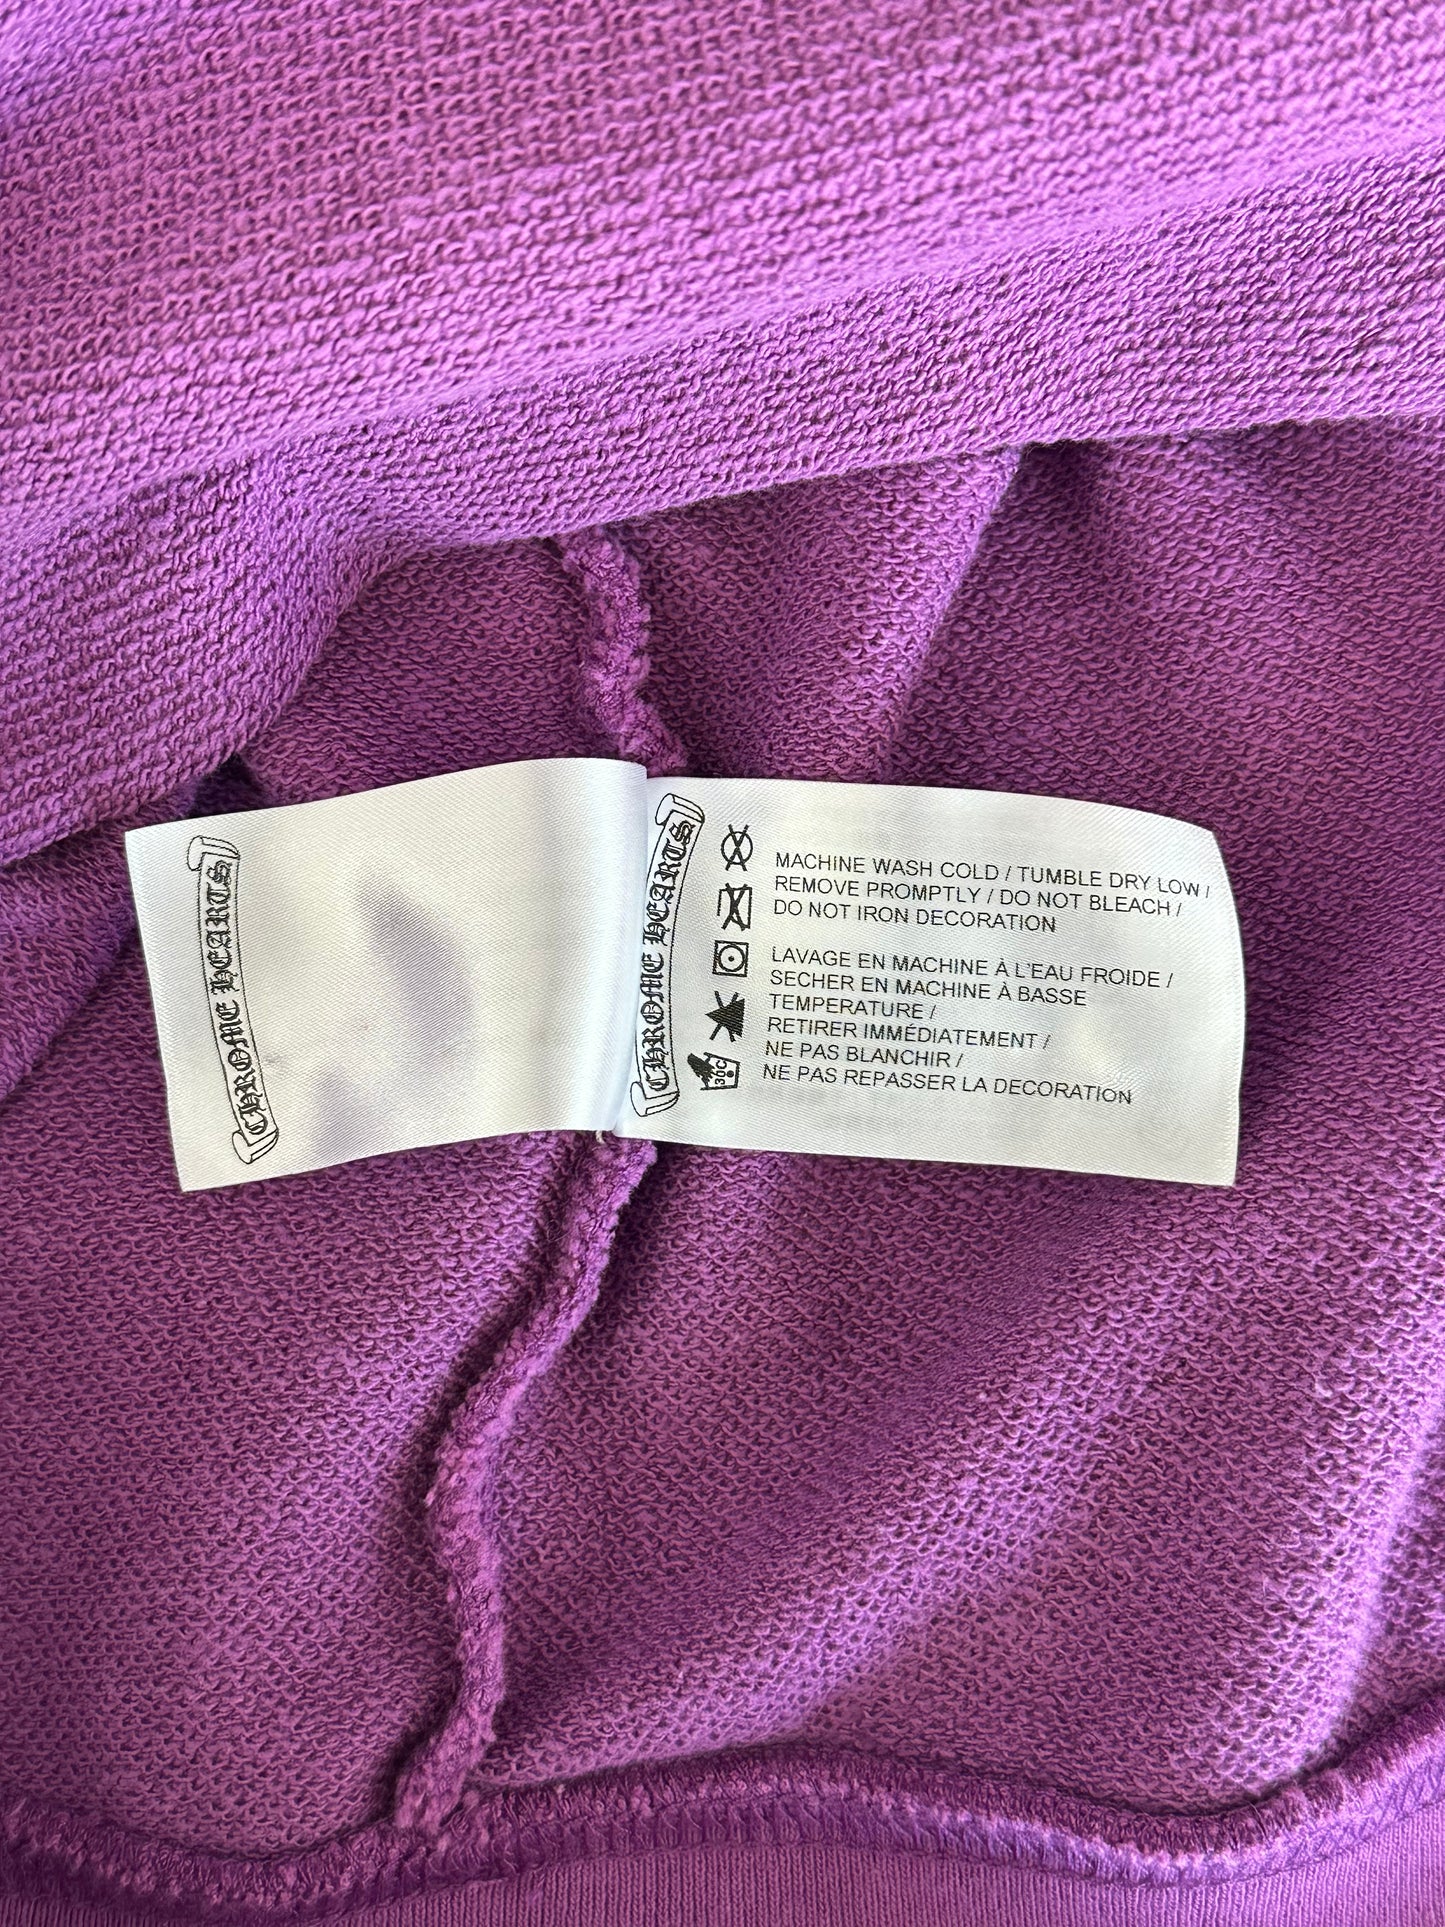 CHROME HEARTS
CHROME HEARTS
MACHINE WASH COLD / TUMBLE DRY LOW /
REMOVE PROMPTLY / DO NOT BLEACH /
DO NOT IRON DECORATION
LAVAGE EN MACHINE À L'EAU FROIDE /
SECHER EN MACHINE À BASSE
TEMPERATURE /
RETIRER IMMÉDIATEMENT /
NE PAS BLANCHIR /
NE PAS REPASSER LA DECORATION
30C